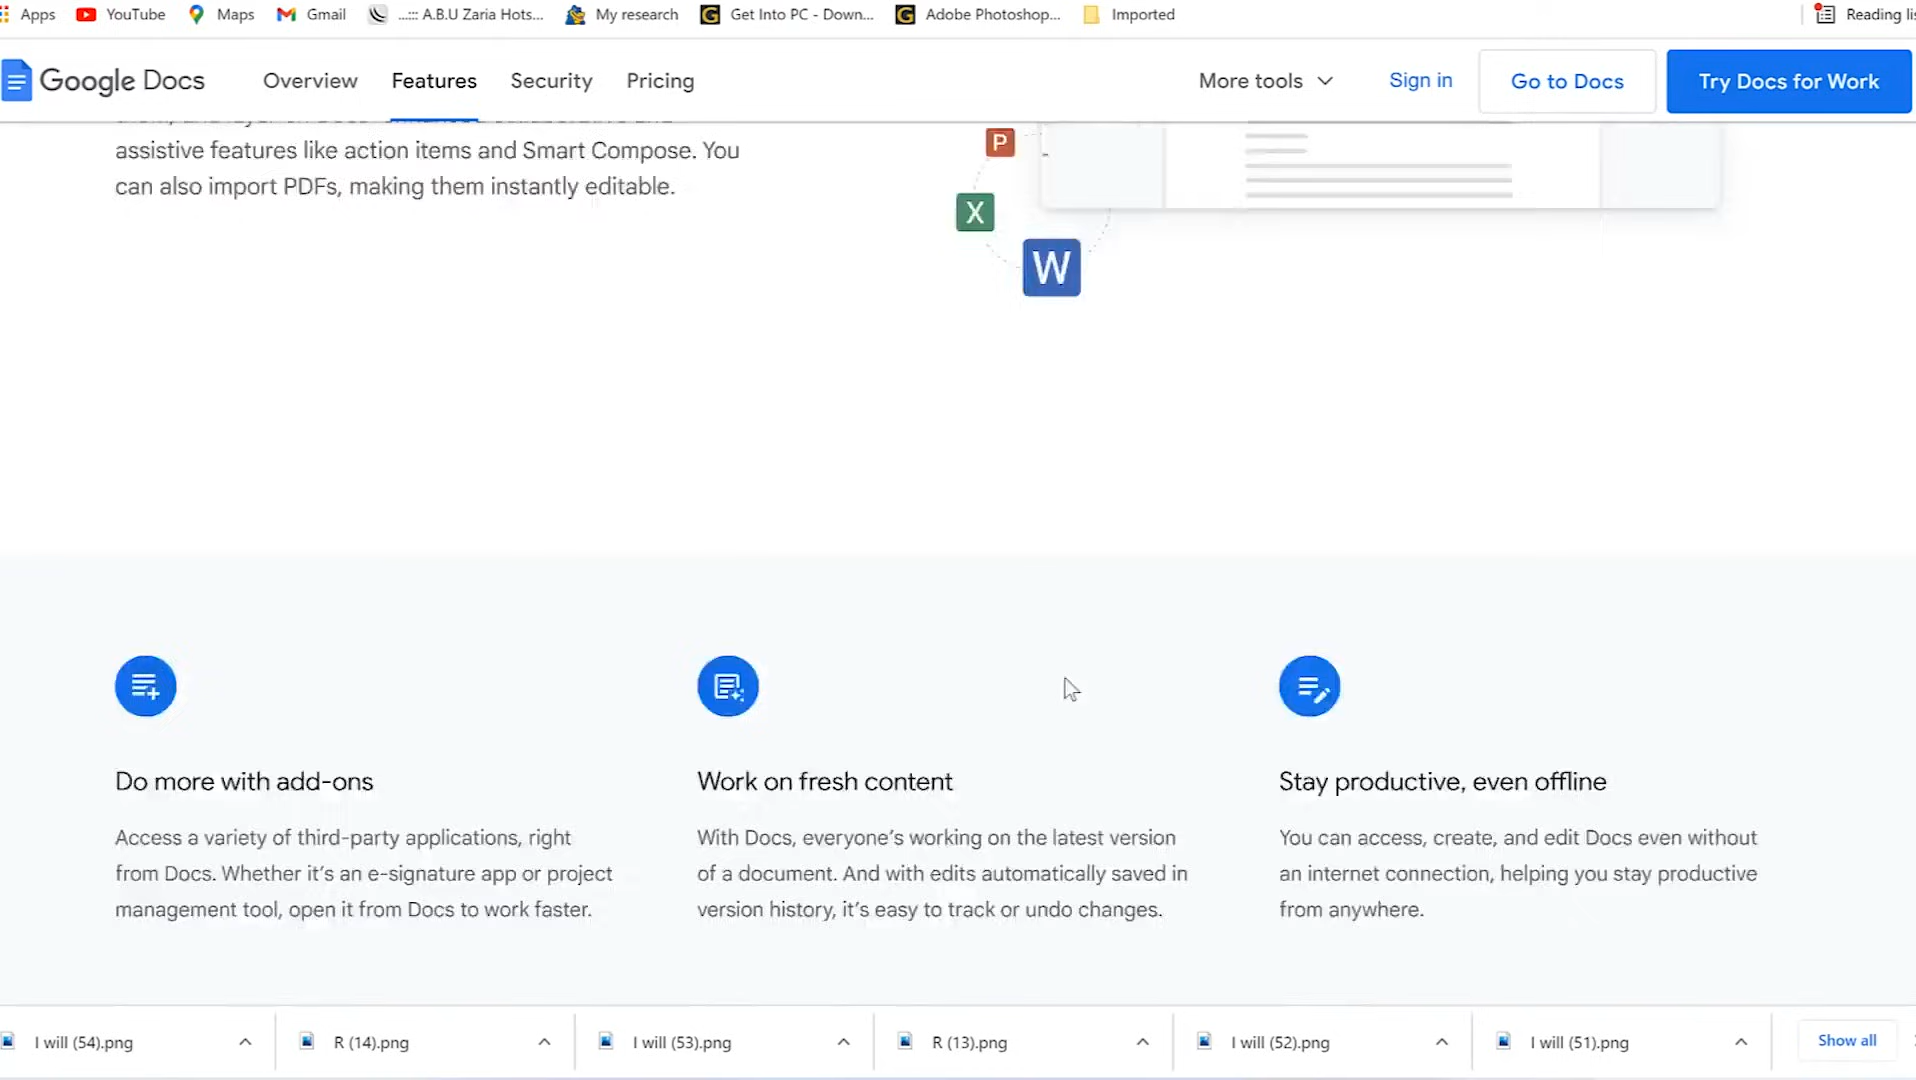 Apps YouTube Maps Gmail ...::: A.B.U Zaria Hots... My research Get Into PC - Down... Adobe Photoshop... Imported Reading
Google Docs Overview Features Security Pricing More tools Sign in Go to Docs Try Docs for Work
assistive features like action items and Smart Compose. You
can also import PDFs, making them instantly editable.
P
X
W
Do more with add-ons
Access a variety of third-party applications, right
from Docs. Whether it's an e-signature app or project
management tool, open it from Docs to work faster.
Work on fresh content
With Docs, everyone's working on the latest version
of a document. And with edits automatically saved in
version history, it's easy to track or undo changes.
Stay productive, even offline
You can access, create, and edit Docs even without
an internet connection, helping you stay productive
from anywhere.
I will (54).png R (14).png I will (53).png R (13).png I will (52).png I will (51).png Show all